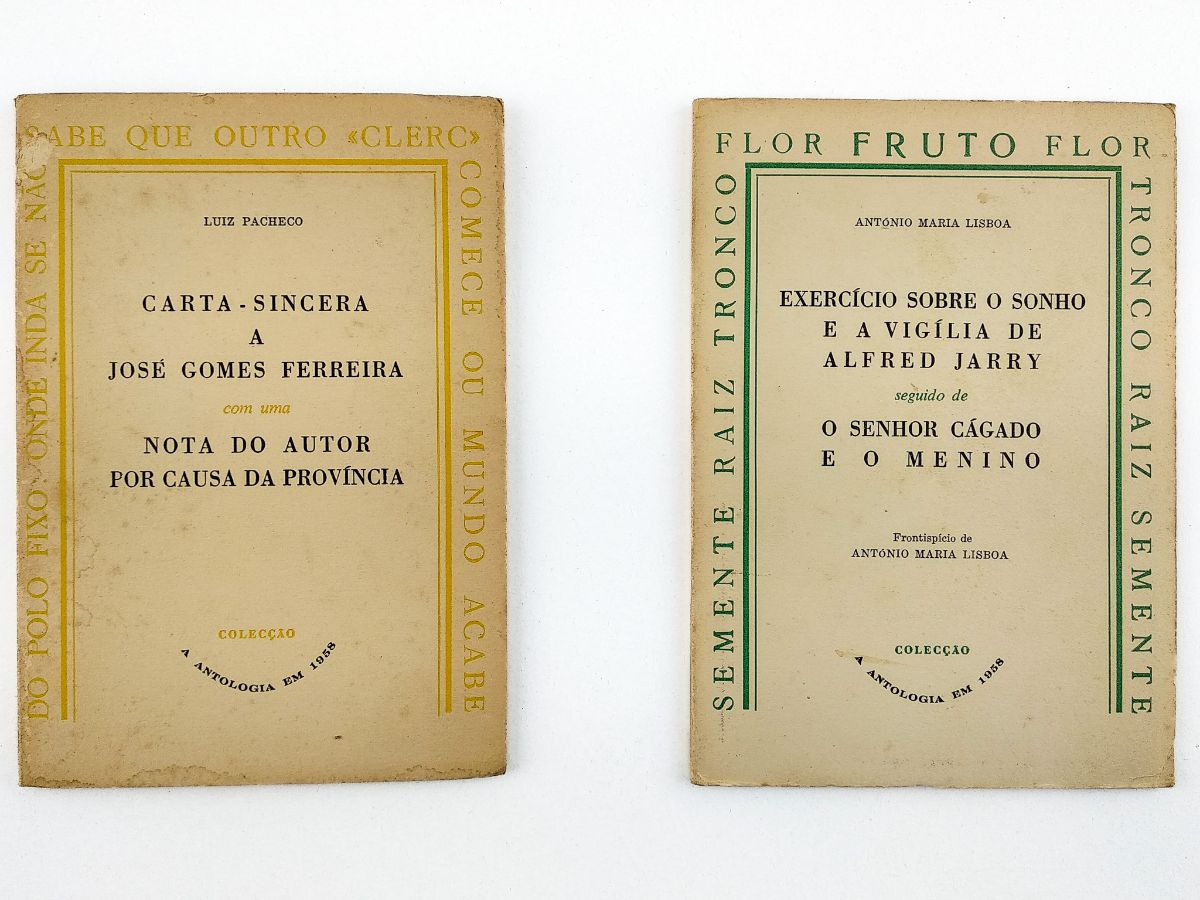 DO POLO FIXO: ONDE INDA SE NÃO
SABE QUE OUTRO «CLERC»
COMECE OU MUNDO ACABE
LUIZ PACHECO
CARTA-SINCERA
A
JOSÉ GOMES FERREIRA
com uma
NOTA DO AUTOR
POR CAUSA DA PROVÍNCIA
COLECÇÃO
A ANTOLOGIA EM 1958
SEMENTE RAIZ TRONCO
FLOR FRUTO FLOR
TRONCO RAIZ SEMENTE
ANTÓNIO MARIA LISBOA
EXERCÍCIO SOBRE O SONHO
E A VIGÍLIA DE
ALFRED JARRY
seguido de
O SENHOR CÁGADO
E O MENINO
Frontispício de
ANTÓNIO MARIA LISBOA
COLECÇÃO
A ANTOLOGIA EM 1958